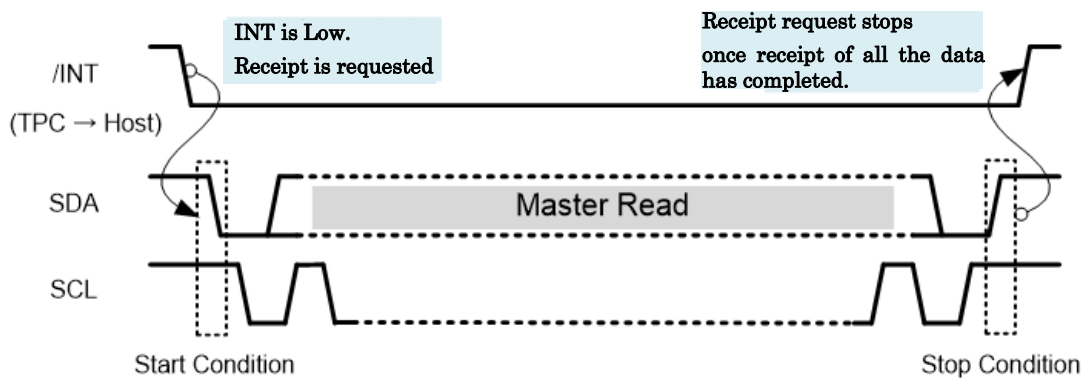 INT is Low.
Receipt is requested
Receipt request stops
once receipt of all the data
has completed.
/INT
(TPC → Host)
SDA
Master Read
SCL
Start Condition
Stop Condition